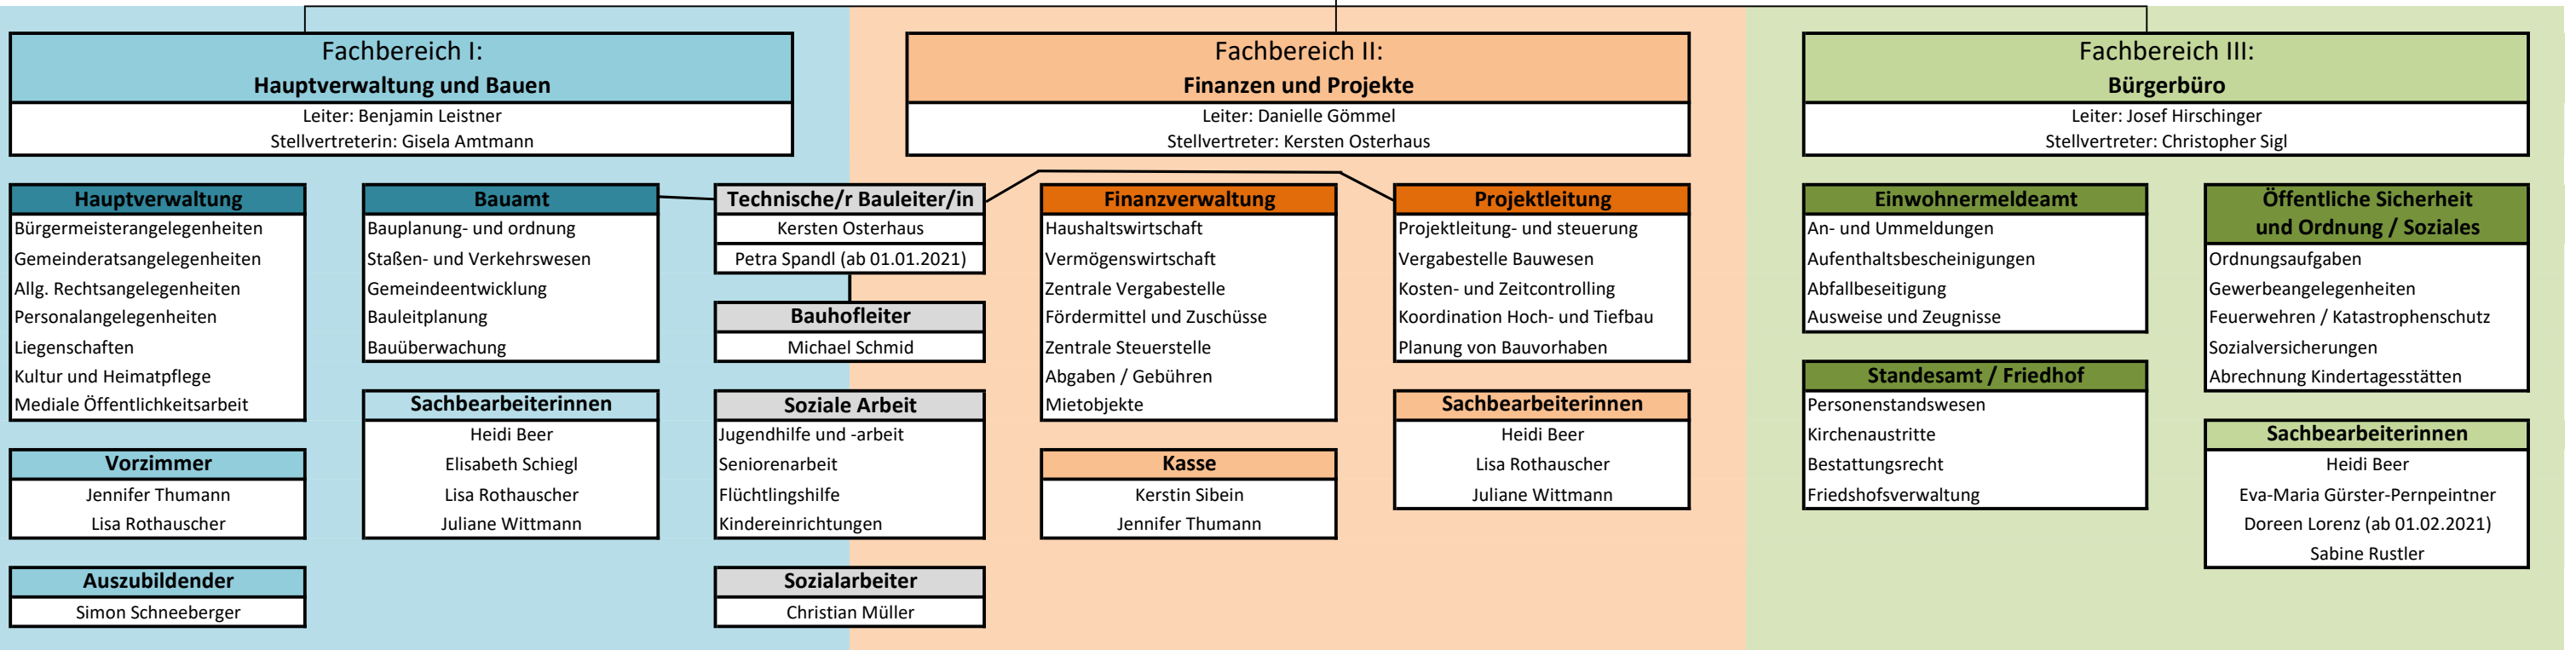 Fachbereich I:
Hauptverwaltung und Bauen
Leiter: Benjamin Leistner
Stellvertreterin: Gisela Amtmann
Fachbereich II:
Finanzen und Projekte
Leiter: Danielle Gömmel
Stellvertreter: Kersten Osterhaus
Fachbereich III:
Bürgerbüro
Leiter: Josef Hirschinger
Stellvertreter: Christopher Sigl
Hauptverwaltung
Bürgermeisterangelegenheiten
Gemeinderatsangelegenheiten
Allg. Rechtsangelegenheiten
Personalangelegenheiten
Liegenschaften
Kultur und Heimatpflege
Mediale Öffentlichkeitsarbeit
Vorzimmer
Jennifer Thumann
Lisa Rothauscher
Auszubildender
Simon Schneeberger
Bauamt
Bauplanung- und ordnung
Staßen- und Verkehrswesen
Gemeindeentwicklung
Bauleitplanung
Bauüberwachung
Sachbearbeiterinnen
Heidi Beer
Elisabeth Schiegl
Lisa Rothauscher
Juliane Wittmann
Technische/r Bauleiter/in
Kersten Osterhaus
Petra Spandl (ab 01.01.2021)
Bauhofleiter
Michael Schmid
Soziale Arbeit
Jugendhilfe und -arbeit
Seniorenarbeit
Flüchtlingshilfe
Kindereinrichtungen
Sozialarbeiter
Christian Müller
Finanzverwaltung
Haushaltswirtschaft
Vermögenswirtschaft
Zentrale Vergabestelle
Fördermittel und Zuschüsse
Zentrale Steuerstelle
Abgaben / Gebühren
Mietobjekte
Kasse
Kerstin Sibein
Jennifer Thumann
Projektleitung
Projektleitung- und steuerung
Vergabestelle Bauwesen
Kosten- und Zeitcontrolling
Koordination Hoch- und Tiefbau
Planung von Bauvorhaben
Sachbearbeiterinnen
Heidi Beer
Lisa Rothauscher
Juliane Wittmann
Einwohnermeldeamt
An- und Ummeldungen
Aufenthaltsbescheinigungen
Abfallbeseitigung
Ausweise und Zeugnisse
Standesamt / Friedhof
Personenstandswesen
Kirchenaustritte
Bestattungsrecht
Friedshofsverwaltung
Öffentliche Sicherheit
und Ordnung / Soziales
Ordnungsaufgaben
Gewerbeangelegenheiten
Feuerwehren / Katastrophenschutz
Sozialversicherungen
Abrechnung Kindertagesstätten
Sachbearbeiterinnen
Heidi Beer
Eva-Maria Gürster-Pernpeintner
Doreen Lorenz (ab 01.02.2021)
Sabine Rustler